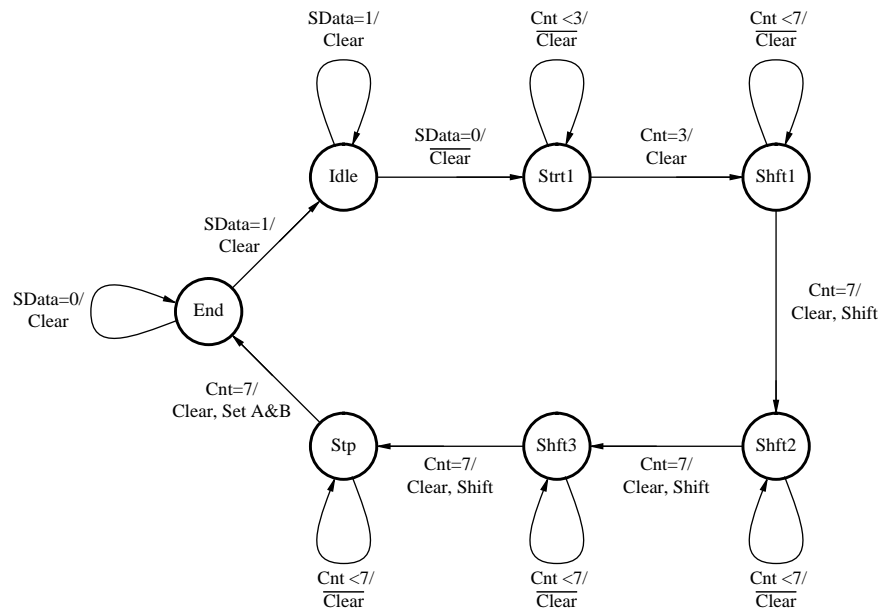 SData=1/
Clear
Cnt <3/
Clear
Cnt <7/
Clear
SData=0/
Clear
Cnt=3/
Clear
Idle
Strt1
Shft1
SData=1/
Clear
SData=0/
Clear
End
Cnt=7/
Clear, Shift
Cnt=7/
Clear, Set A&B
Stp
Shft3
Shft2
Cnt=7/
Clear, Shift
Cnt=7/
Clear, Shift
Cnt <7/
Clear
Cnt <7/
Clear
Cnt <7/
Clear